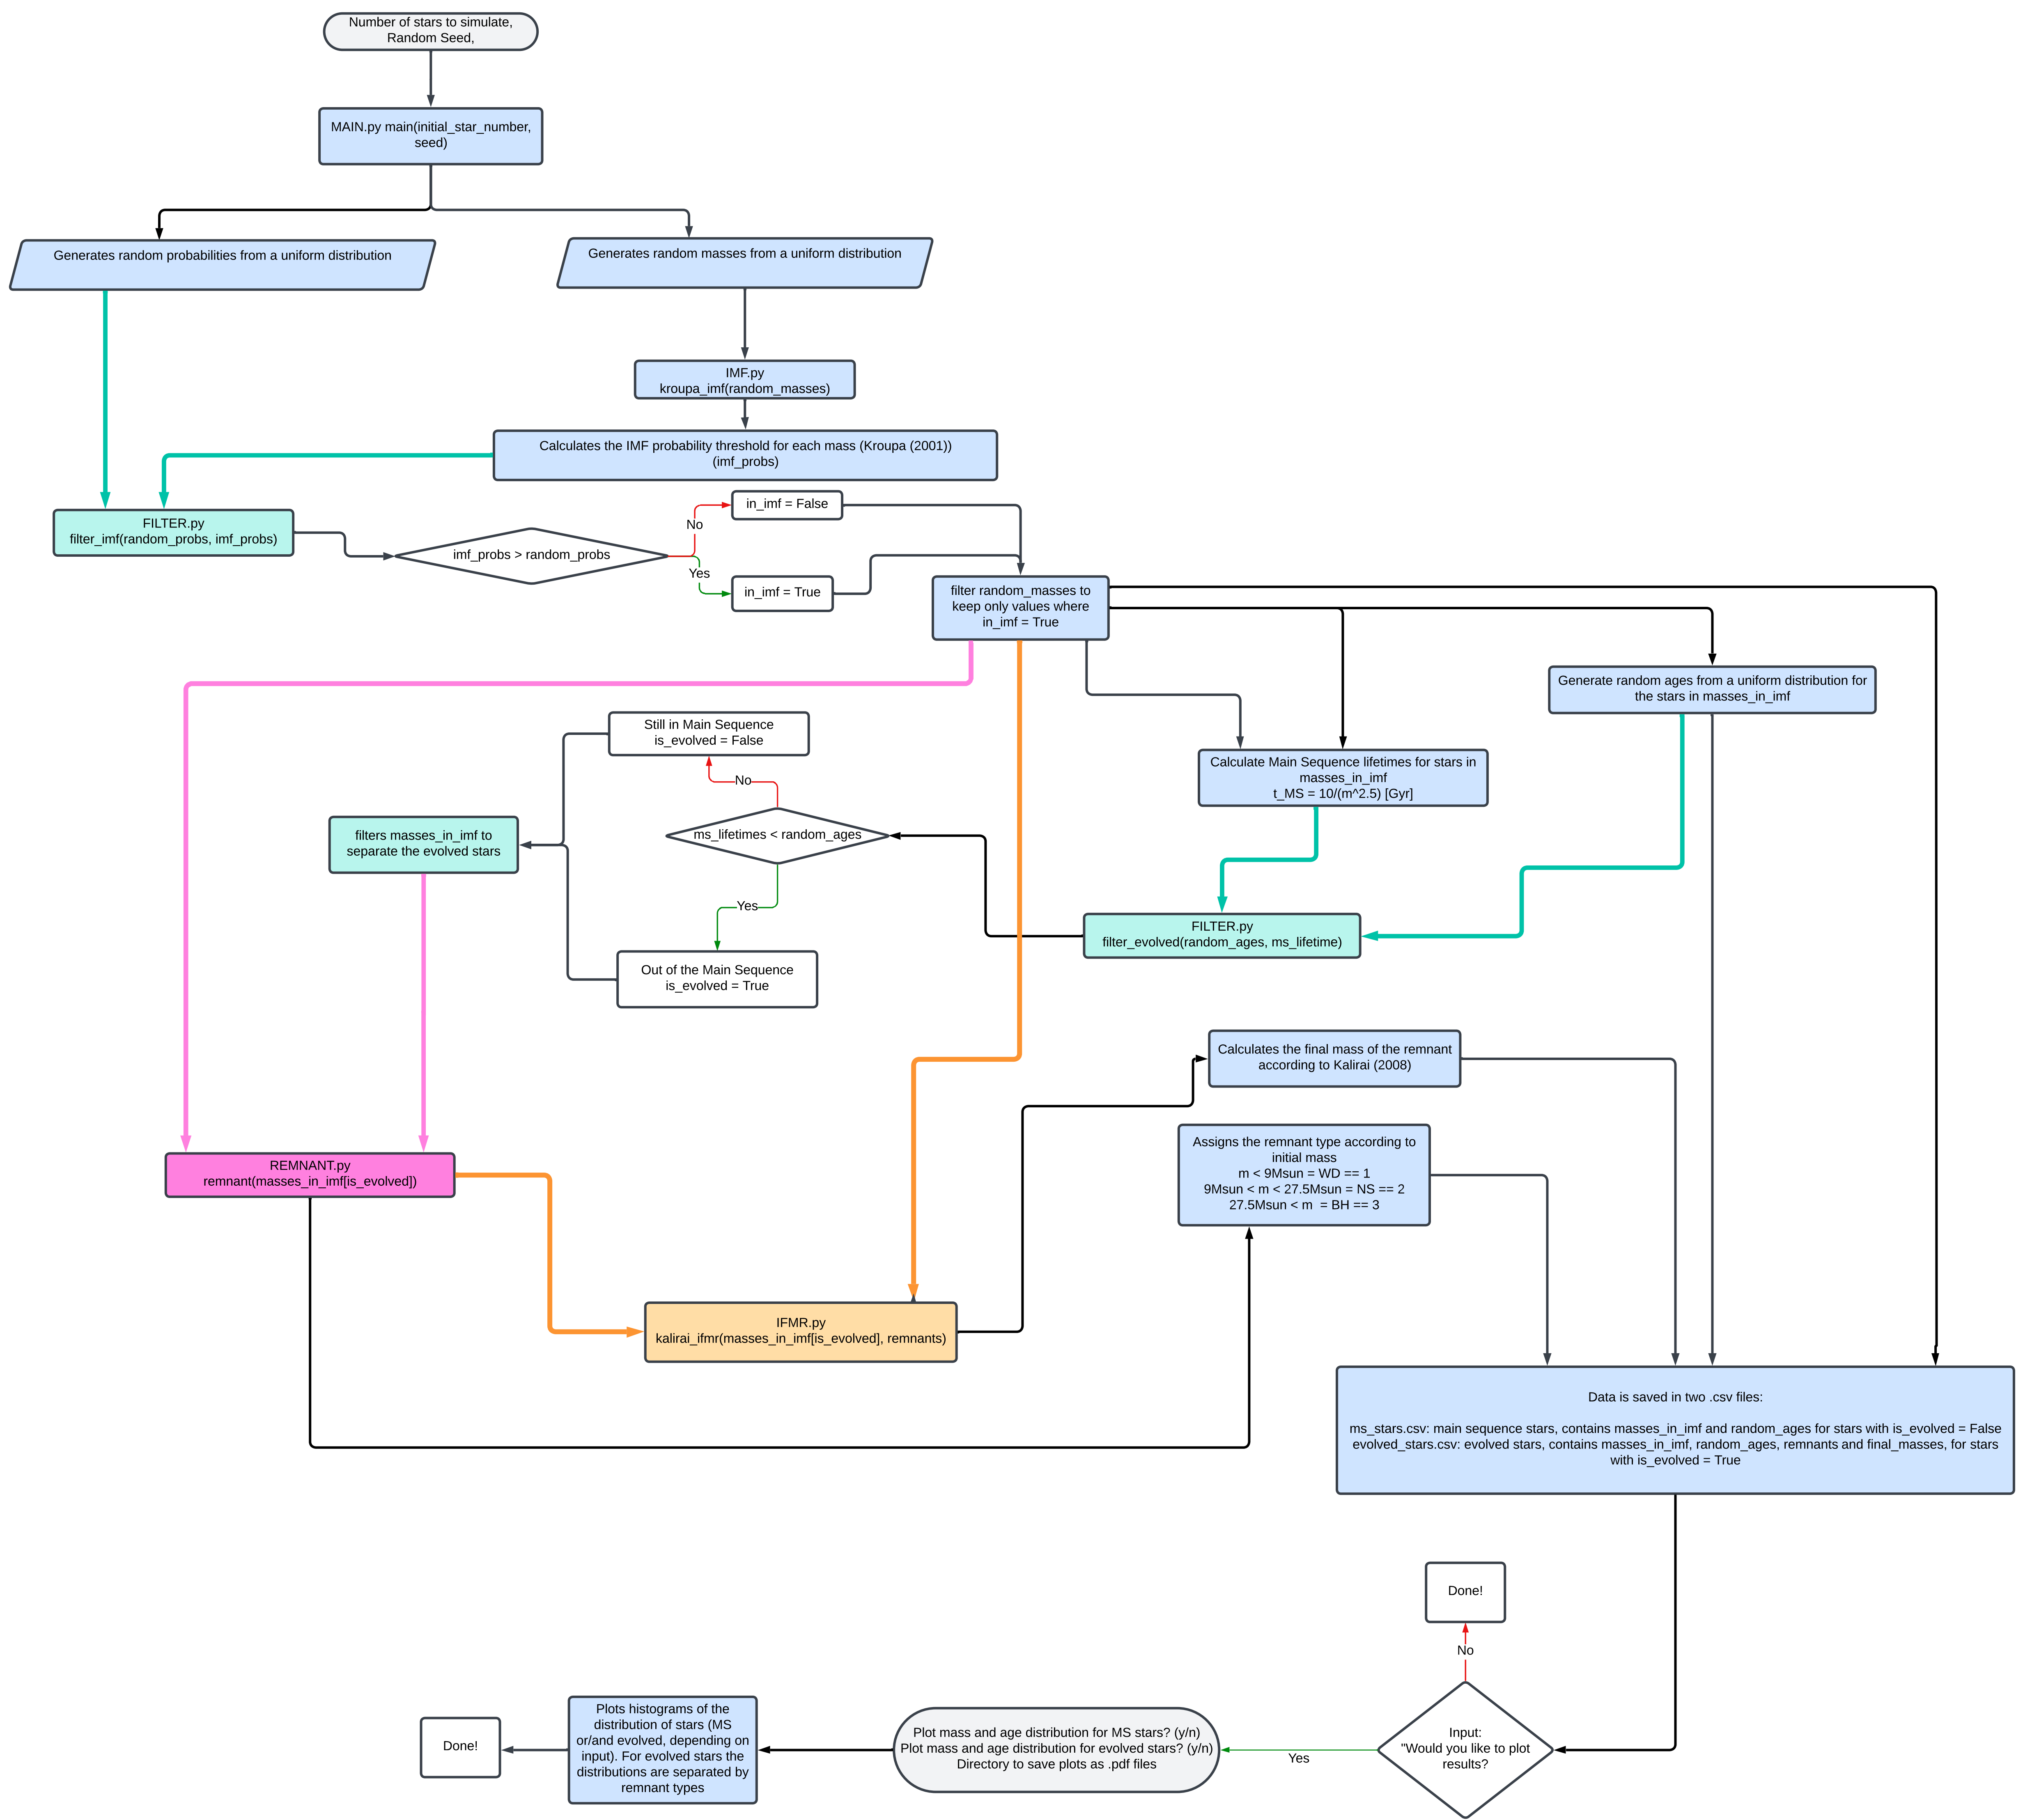 Number of stars to simulate,
Random Seed,
MAIN.py main(initial_star_number,
seed)
Generates random probabilities from a uniform distribution
Generates random masses from a uniform distribution
IMF.py
kroupa_imf(random_masses)
Calculates the IMF probability threshold for each mass (Kroupa (2001))
(imf_probs)
FILTER.py
filter_imf(random_probs, imf_probs)
imf_probs > random_probs
No
in_imf = False
Yes
in_imf = True
filter random_masses to
keep only values where
in_imf = True
Generate random ages from a uniform distribution for
the stars in masses_in_imf
Calculate Main Sequence lifetimes for stars in
masses_in_imf
t_MS = 10/(m^2.5) [Gyr]
FILTER.py
filter_evolved(random_ages, ms_lifetime)
ms_lifetimes < random_ages
No
Still in Main Sequence
is_evolved = False
Yes
Out of the Main Sequence
is_evolved = True
filters masses_in_imf to
separate the evolved stars
REMNANT.py
remnant(masses_in_imf[is_evolved])
IFMR.py
kalirai_ifmr(masses_in_imf[is_evolved], remnants)
Calculates the final mass of the remnant
according to Kalirai (2008)
Assigns the remnant type according to
initial mass
m < 9Msun = WD == 1
9Msun < m < 27.5Msun = NS == 2
27.5Msun < m  = BH == 3
Data is saved in two .csv files:
ms_stars.csv: main sequence stars, contains masses_in_imf and random_ages for stars with is_evolved = False
evolved_stars.csv: evolved stars, contains masses_in_imf, random_ages, remnants and final_masses, for stars
with is_evolved = True
Input:
"Would you like to plot
results?
No
Done!
Yes
Plot mass and age distribution for MS stars? (y/n)
Plot mass and age distribution for evolved stars? (y/n)
Directory to save plots as .pdf files
Plots histograms of the
distribution of stars (MS
or/and evolved, depending on
input). For evolved stars the
distributions are separated by
remnant types
Done!